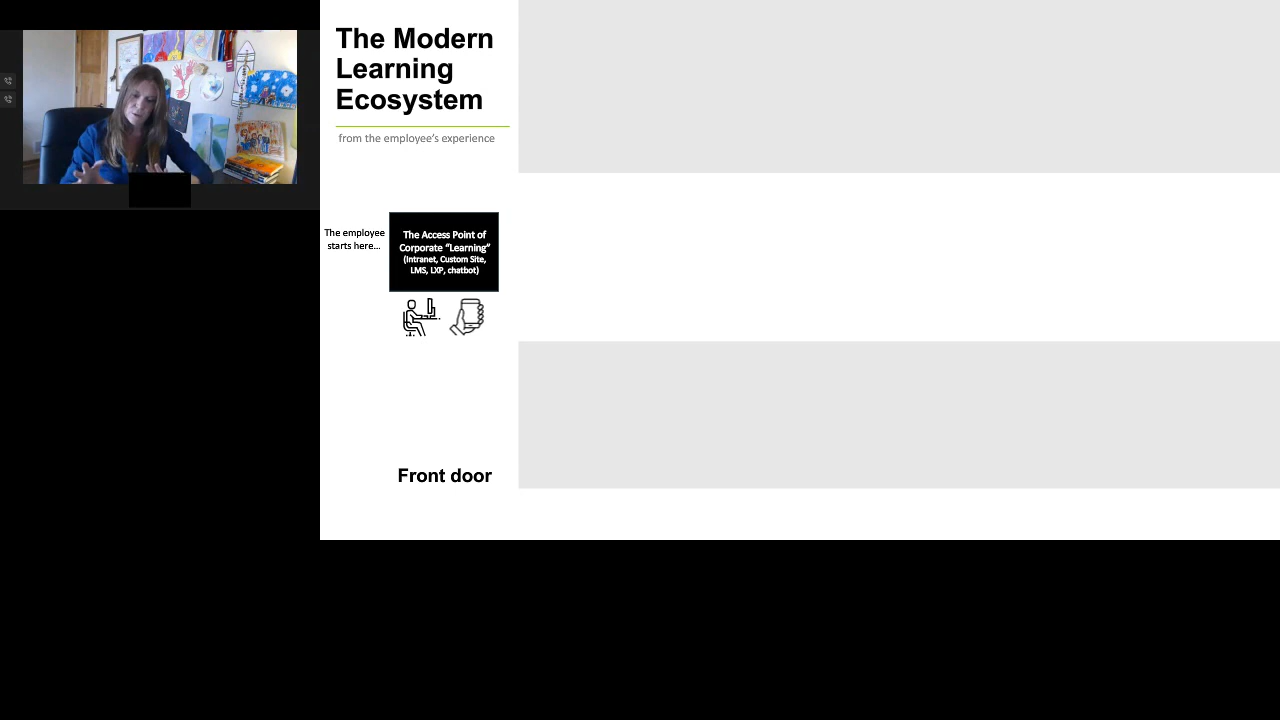 The Modern
Learning
Ecosystem
from the employee's experience
The employee
starts here...
The Access Point of
Corporate “Learning”
(Intranet, Custom Site,
LMS, LXP, chatbot)
Front door